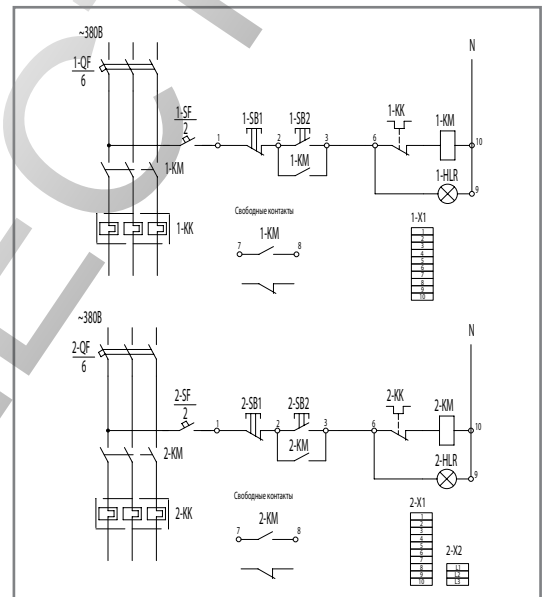 ~380В
N
1-QF
6
1-SF
2
1
1-SB1
2
1-SB2
3
6
1-KK
1-KM
10
1-KM
1-KM
1-HLR
9
1-KK
Свободные контакты
1-KM
7
8
1-X1
1
2
3
4
5
6
7
8
9
10
~380В
N
2-QF
6
2-SF
2
1
2-SB1
2
2-SB2
3
6
2-KK
2-KM
10
2-KM
2-KM
2-HLR
9
2-KK
Свободные контакты
2-KM
7
8
2-X1
1
2
3
4
5
6
7
8
9
10
2-X2
L1
L2
L3